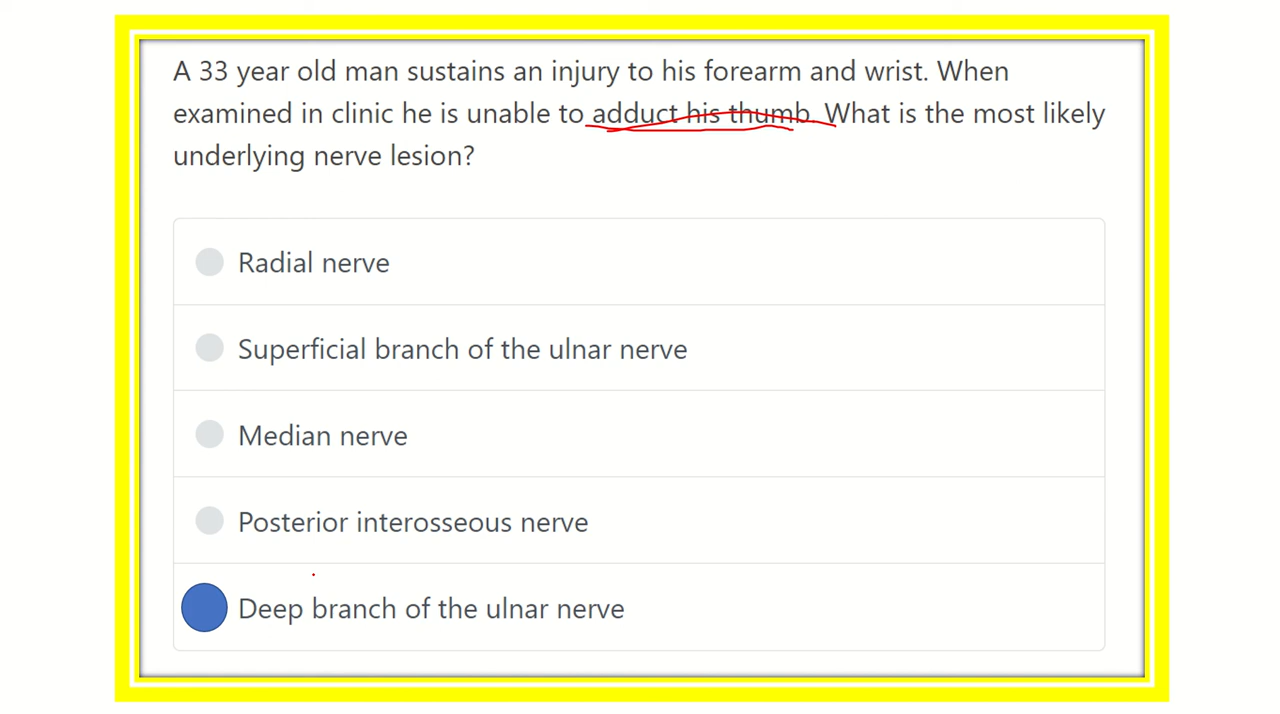 A 33 year old man sustains an injury to his forearm and wrist. When
examined in clinic he is unable to adduct his thumb. What is the most likely
underlying nerve lesion?
Radial nerve
Superficial branch of the ulnar nerve
Median nerve
Posterior interosseous nerve
Deep branch of the ulnar nerve